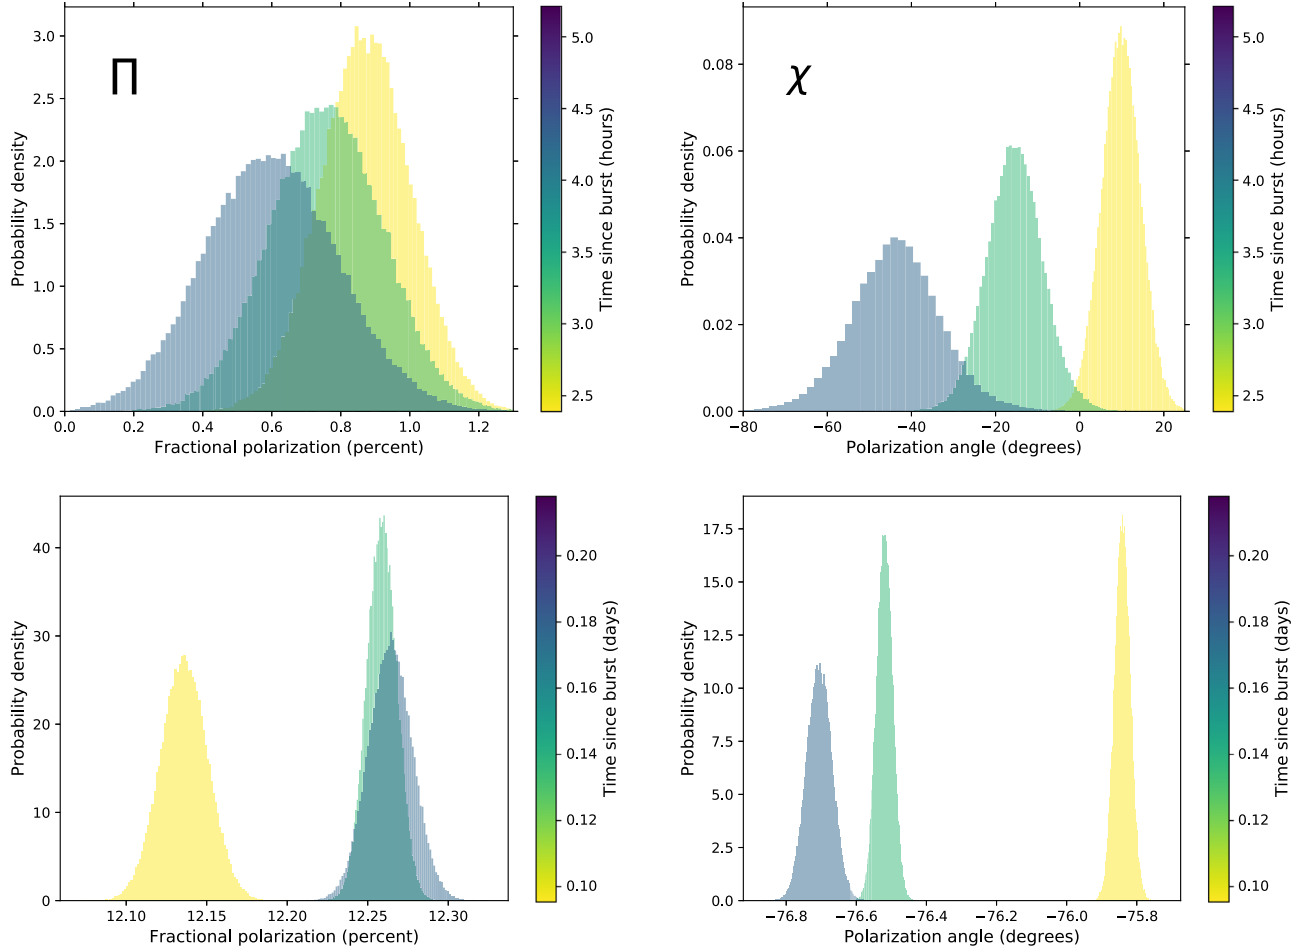 Π
Probability density
3.0
2.5
2.0
1.5
1.0
0.5
0.0
0.0 0.2 0.4 0.6 0.8 1.0 1.2
Fractional polarization (percent)
5.0
4.5
4.0
3.5
3.0
2.5
Time since burst (hours)
χ
Probability density
0.08
0.06
0.04
0.02
0.00
−80 −60 −40 −20 0 20
Polarization angle (degrees)
5.0
4.5
4.0
3.5
3.0
2.5
Time since burst (hours)
Probability density
40
30
20
10
0
12.10 12.15 12.20 12.25 12.30
Fractional polarization (percent)
0.20
0.18
0.16
0.14
0.12
0.10
Time since burst (days)
Probability density
17.5
15.0
12.5
10.0
7.5
5.0
2.5
0.0
−76.8 −76.6 −76.4 −76.2 −76.0 −75.8
Polarization angle (degrees)
0.20
0.18
0.16
0.14
0.12
0.10
Time since burst (days)